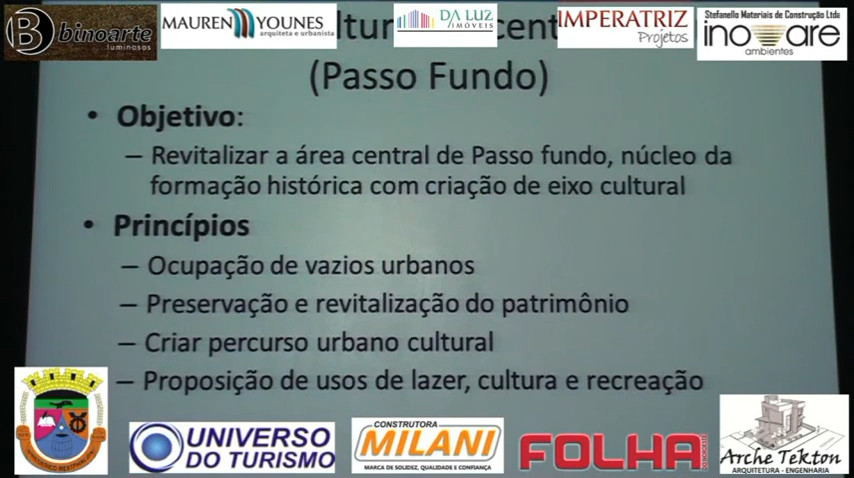 binoarte
luminosos
MAUREN YOUNES
arquiteta e urbanista
DA LUZ
IMÓVEIS
IMPERATRIZ
Projetos
Stefanello Materiais de Construção Ltda
inovare
ambientes
(Passo Fundo)
• Objetivo:
– Revitalizar a área central de Passo fundo, núcleo da
formação histórica com criação de eixo cultural
• Princípios
– Ocupação de vazios urbanos
– Preservação e revitalização do patrimônio
– Criar percurso urbano cultural
– Proposição de usos de lazer, cultura e recreação
UNIVERSO
DO TURISMO
CONSTRUTORA
MILANI
MARCA DE SOLIDEZ, QUALIDADE E CONFIANÇA
FOLHA
Arche Tekton
ARQUITETURA - ENGENHARIA